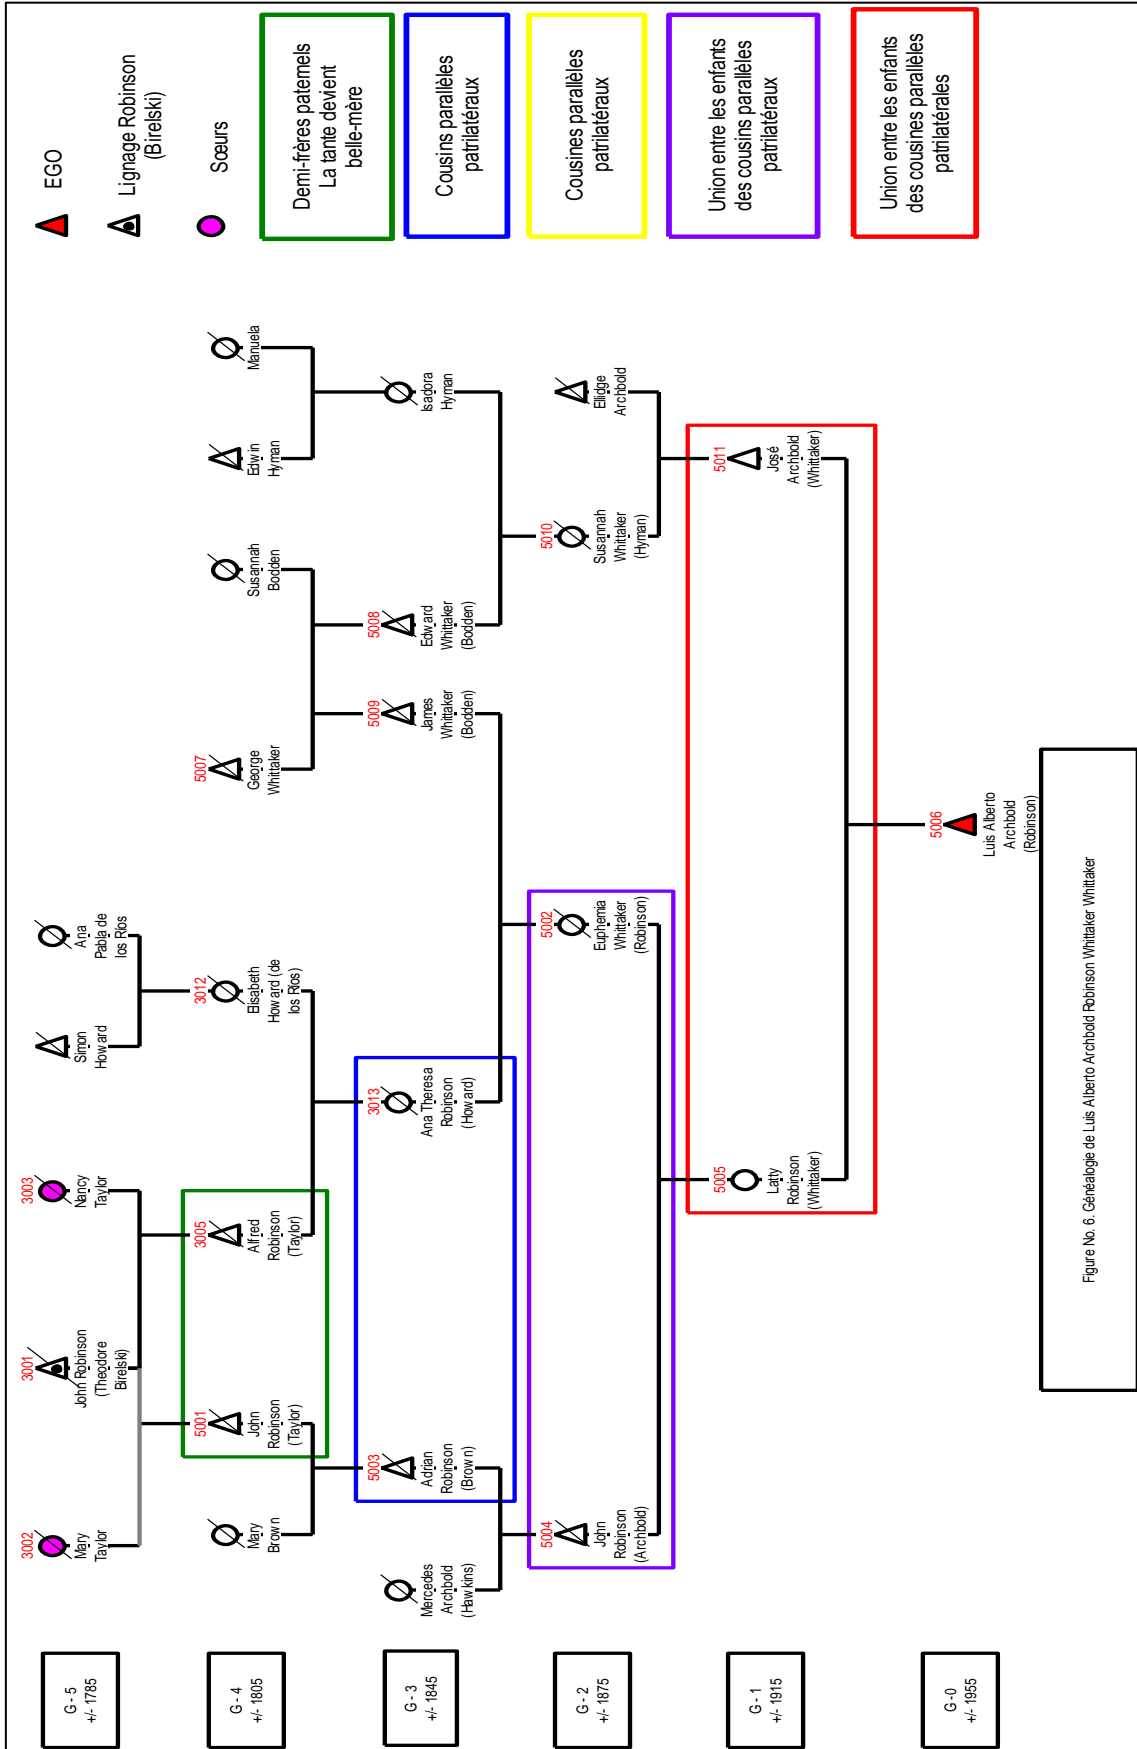 G - 5
+/- 1785
G - 4
+/- 1805
G - 3
+/- 1845
G - 2
+/- 1875
G - 1
+/- 1915
G -0
+/- 1955
3002
Mary
Taylor
3001
John Robinson
(Theodore
Birelski)
3003
Nancy
Taylor
Simon
Howard
Ana
Pabla de
los Ríos
Mary
Brown
5001
John
Robinson
(Taylor)
3005
Alfred
Robinson
(Taylor)
3012
Elisabeth
Howard (de
los Ríos)
5007
George
Whittaker
Susannah
Bodden
Edwin
Hyman
Manuela
Mercedes
Archbold
(Hawkins)
5003
Adrian
Robinson
(Brown)
3013
Ana Theresa
Robinson
(Howard)
5009
James
Whittaker
(Bodden)
5008
Edward
Whittaker
(Bodden)
Isadora
Hyman
5004
John
Robinson
(Archbold)
5002
Euphemia
Whittaker
(Robinson)
5010
Susannah
Whittaker
(Hyman)
Ellidge
Archbold
5005
Latty
Robinson
(Whittaker)
5011
José
Archbold
(Whittaker)
5006
Luis Alberto
Archbold
(Robinson)
EGO
Lignage Robinson
(Birelski)
Sœurs
Demi-frères paternels
La tante devient
belle-mère
Cousins parallèles
patrilatéraux
Cousines parallèles
patrilatéraux
Union entre les enfants
des cousins parallèles
patrilatéraux
Union entre les enfants
des cousines parallèles
patrilatérales
Figure No. 6. Généalogie de Luis Alberto Archbold Robinson Whittaker Whittaker